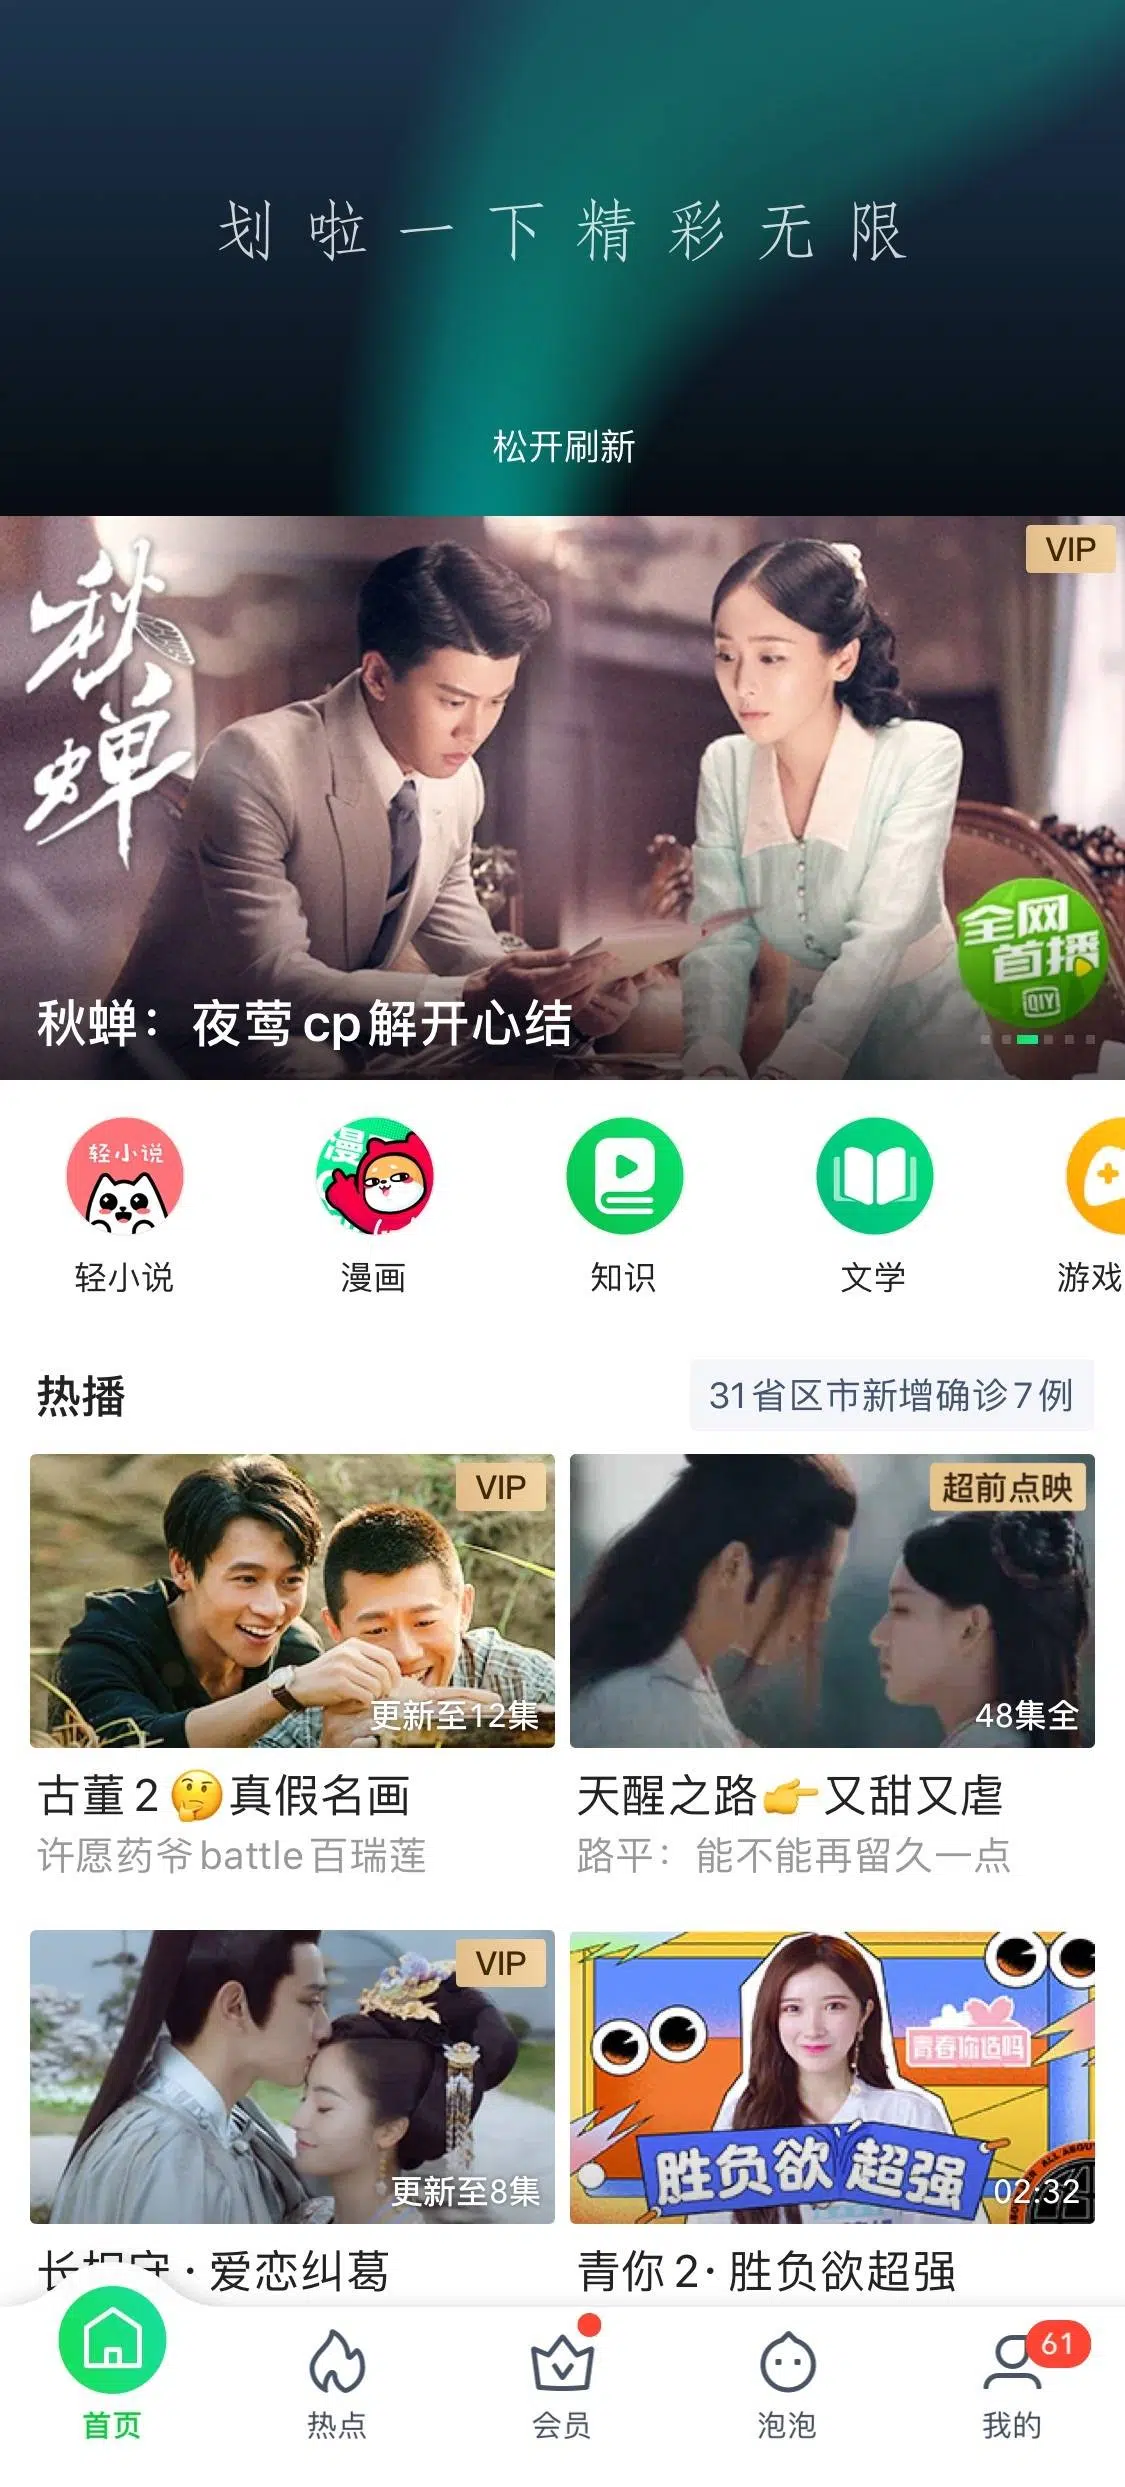 划啦一下精彩无限
松开刷新
VIP
秋蝉
全网
首播
QIY
秋蝉：夜莺cp解开心结
轻小说
漫
轻小说
漫画
知识
文学
游戏
热播
31省区市新增确诊7例
VIP
超前点映
更新至12集
48集全
古董2🤔真假名画
天醒之路👉又甜又虐
许愿药爷battle百瑞莲
路平：能不能再留久一点
VIP
青春你造吗
胜负欲 超强
ALL ABOU
更新至8集
02:32
长相守·爱恋纠葛
青你2·胜负欲超强
61
首页
热点
会员
泡泡
我的